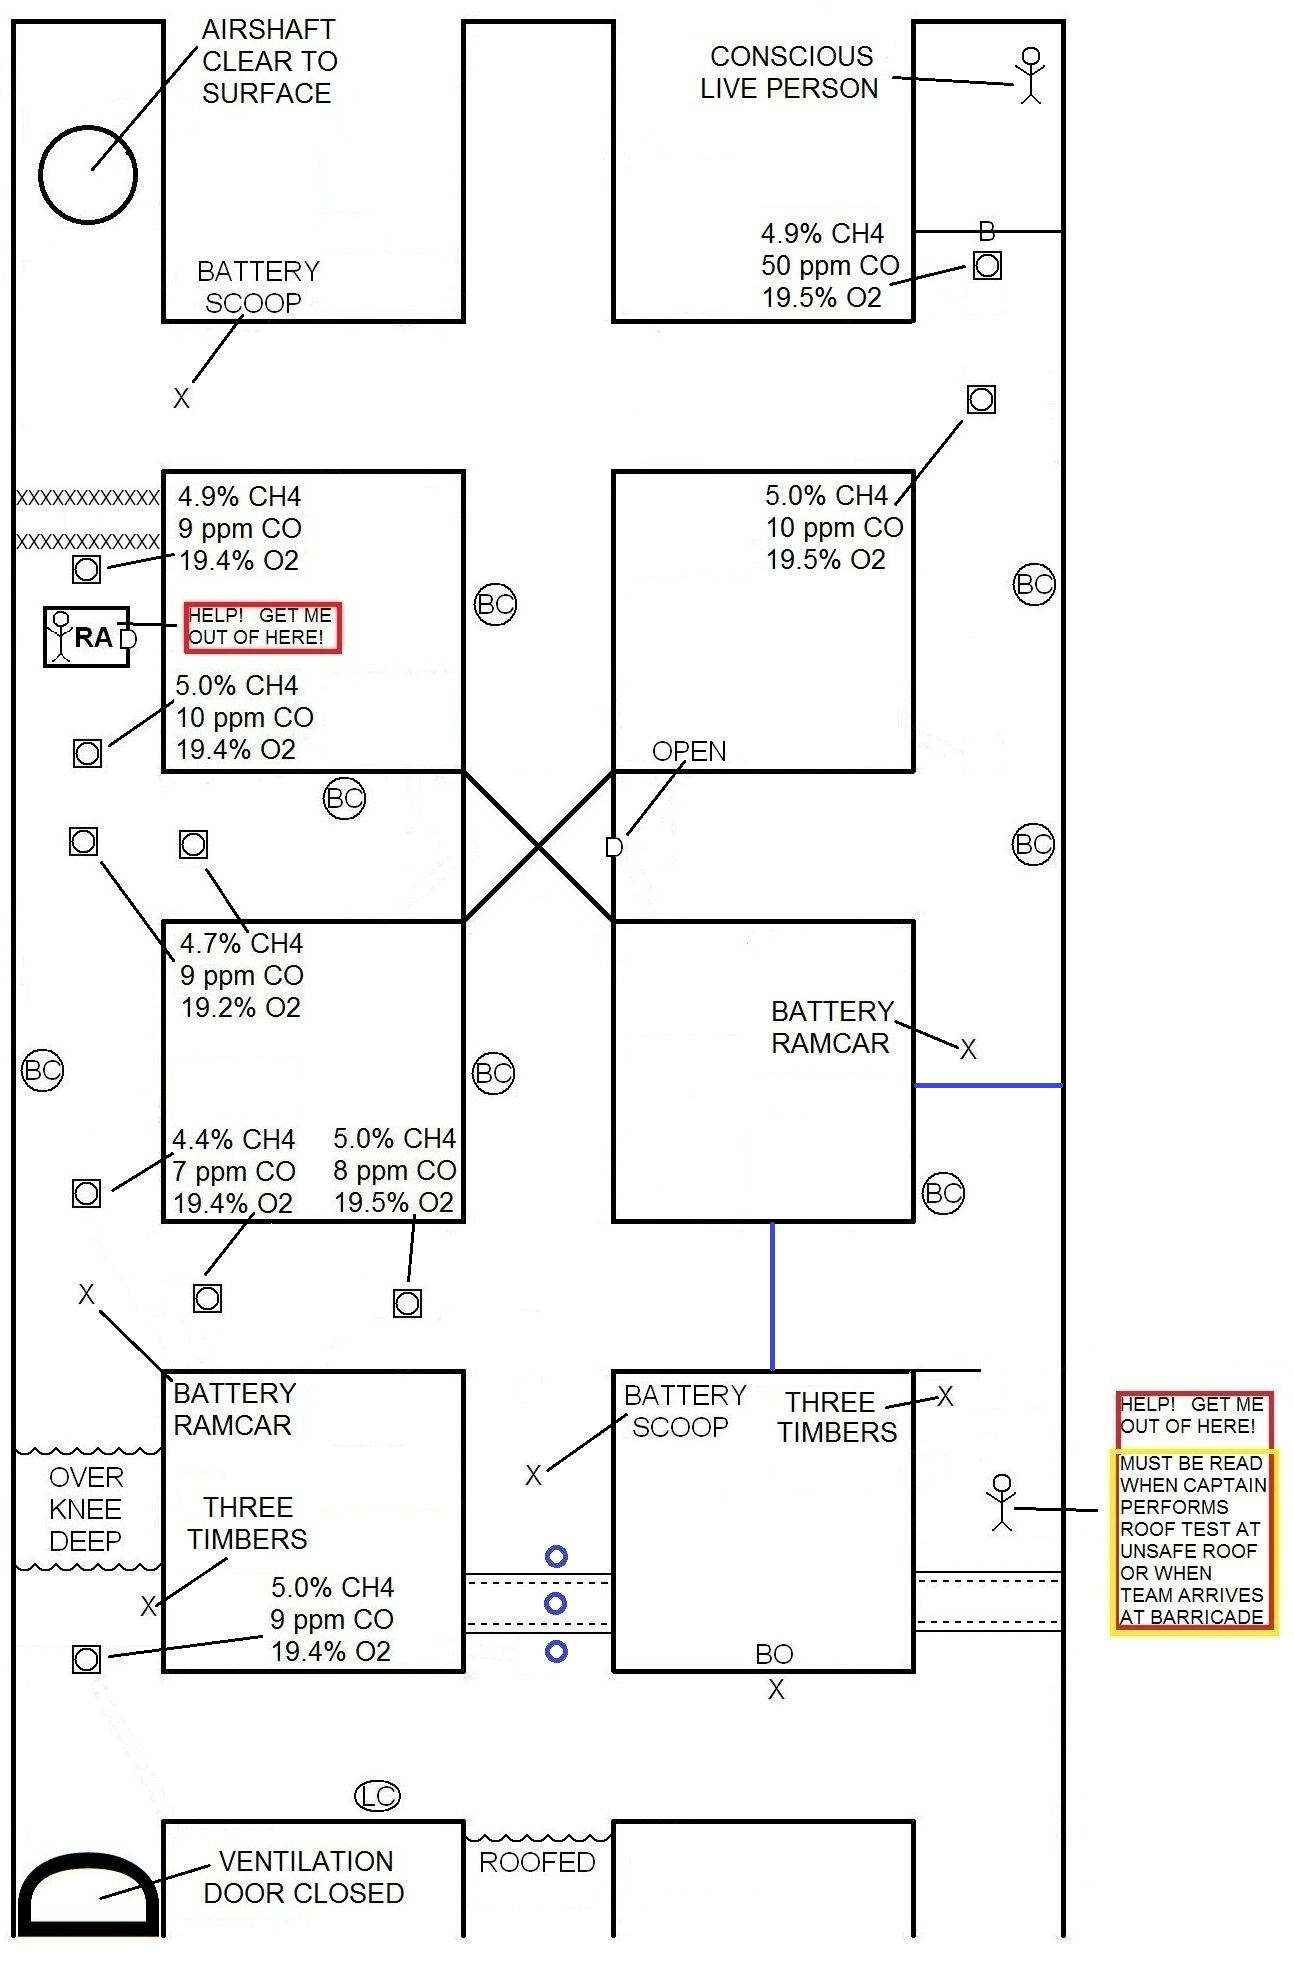 AIRSHAFT
CLEAR TO
SURFACE
CONSCIOUS
LIVE PERSON
B
4.9% CH4
50 ppm CO
19.5% O2
BATTERY
SCOOP
X
XXXXXXXXXXXX
4.9% CH4
9 ppm CO
19.4% O2
XXXXXXXXXXXX
5.0% CH4
10 ppm CO
19.5% O2
BC
BC
RA
D
HELP! GET ME
OUT OF HERE!
5.0% CH4
10 ppm CO
19.4% O2
OPEN
D
BC
BC
4.7% CH4
9 ppm CO
19.2% O2
BATTERY
RAMCAR
X
BC
BC
4.4% CH4
7 ppm CO
19.4% O2
5.0% CH4
8 ppm CO
19.5% O2
BC
X
BATTERY
RAMCAR
BATTERY
SCOOP
X
THREE
TIMBERS
X
HELP! GET ME
OUT OF HERE!
MUST BE READ
WHEN CAPTAIN
PERFORMS
ROOF TEST AT
UNSAFE ROOF
OR WHEN
TEAM ARRIVES
AT BARRICADE
OVER
KNEE
DEEP
THREE
TIMBERS
X
5.0% CH4
9 ppm CO
19.4% O2
BO
X
LC
VENTILATION
DOOR CLOSED
ROOFED